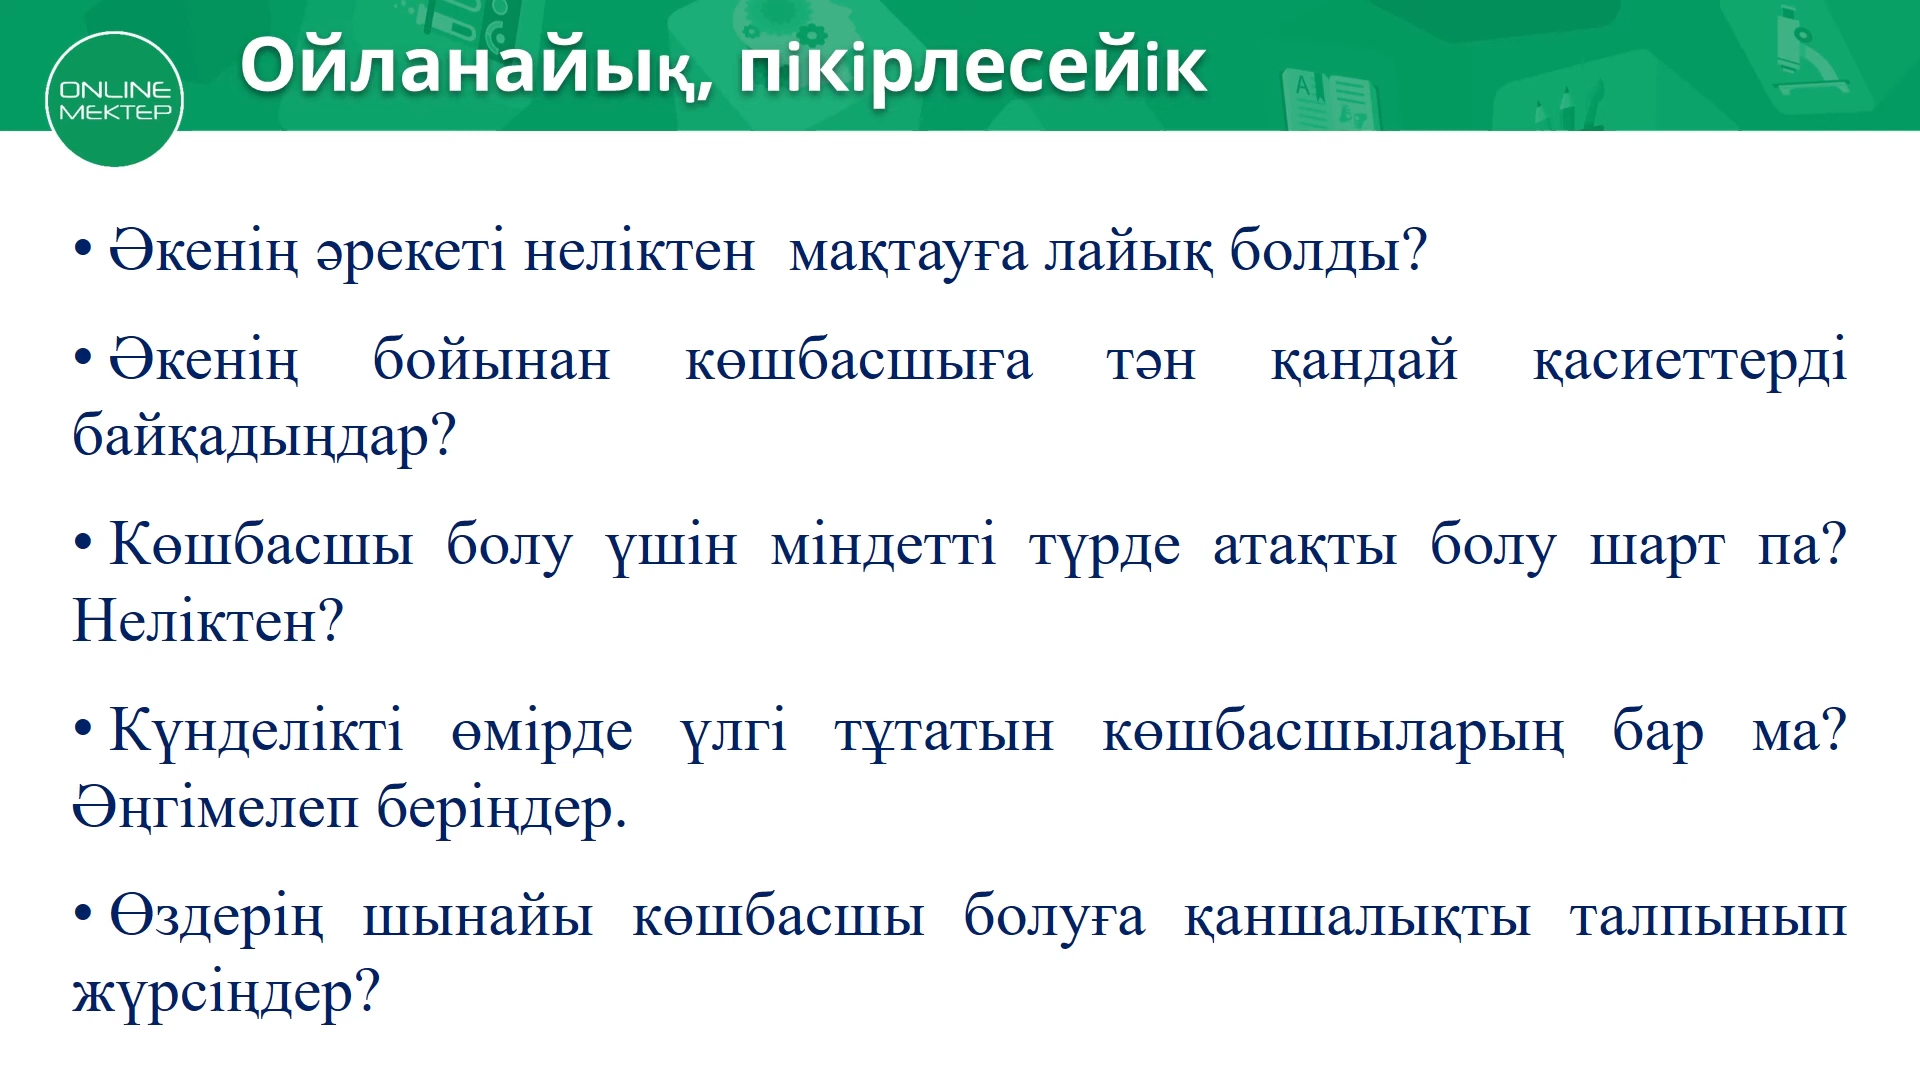 Ойланайық, пікірлесейік
ONLINE
MEKTEP
• Әкенің әрекеті неліктен мақтауға лайық болды?
• Әкенің бойынан көшбасшыға тән қандай қасиеттерді
байқадыңдар?
• Көшбасшы болу үшін міндетті түрде атақты болу шарт па?
Неліктен?
• Күнделікті өмірде үлгі тұтатын көшбасшыларың бар ма?
Әңгімелеп беріңдер.
• Өздерің шынайы көшбасшы болуға қаншалықты талпынып
жүрсіңдер?